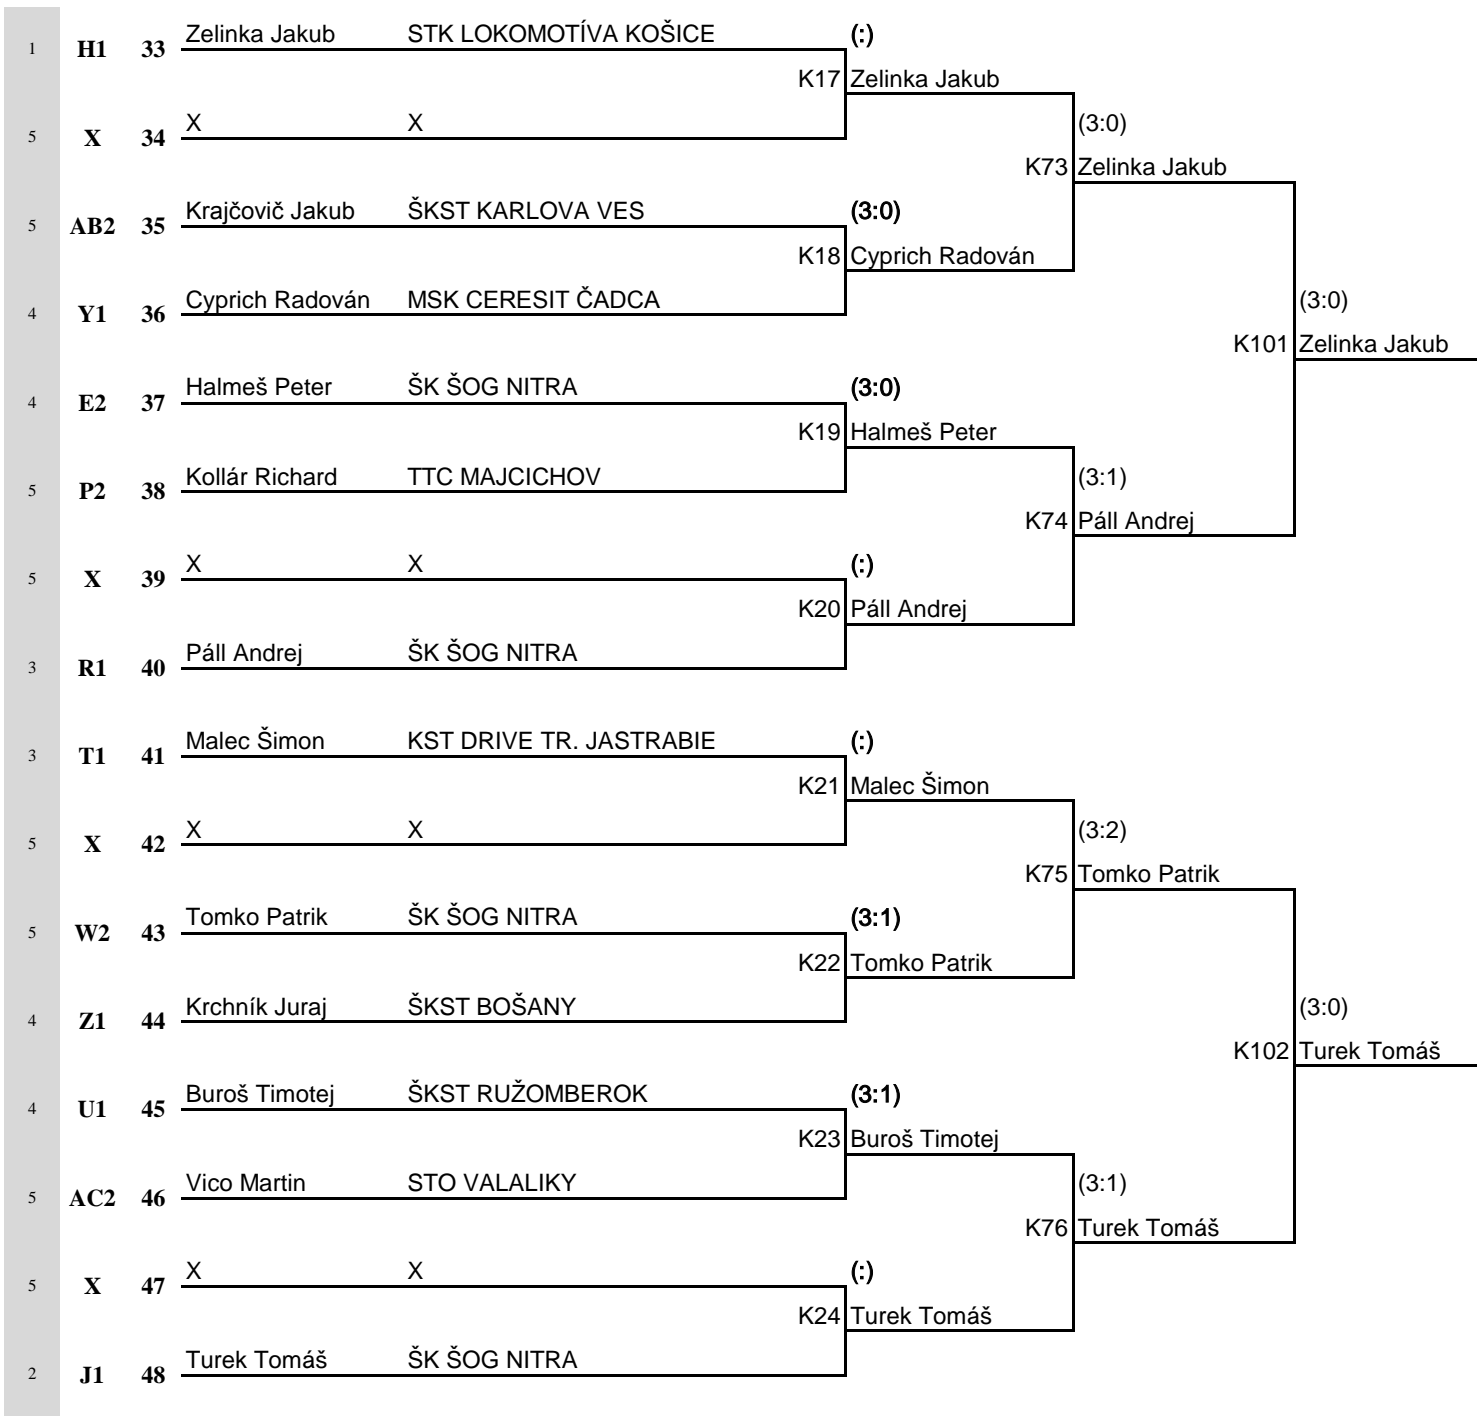 1 H1 33 Zelinka Jakub STK LOKOMOTÍVA KOŠICE (:)
K17 Zelinka Jakub
5 X 34 X X (3:0)
K73 Zelinka Jakub
5 AB2 35 Krajčovič Jakub ŠKST KARLOVA VES (3:0)
K18 Cyprich Radován
4 Y1 36 Cyprich Radován MSK CERESIT ČADCA (3:0)
K101 Zelinka Jakub
4 E2 37 Halmeš Peter ŠK ŠOG NITRA (3:0)
K19 Halmeš Peter
5 P2 38 Kollár Richard TTC MAJCICHOV (3:1)
K74 Páll Andrej
5 X 39 X X (:)
K20 Páll Andrej
3 R1 40 Páll Andrej ŠK ŠOG NITRA
3 T1 41 Malec Šimon KST DRIVE TR. JASTRABIE (:)
K21 Malec Šimon
5 X 42 X X (3:2)
K75 Tomko Patrik
5 W2 43 Tomko Patrik ŠK ŠOG NITRA (3:1)
K22 Tomko Patrik
4 Z1 44 Krchník Juraj ŠKST BOŠANY (3:0)
K102 Turek Tomáš
4 U1 45 Buroš Timotej ŠKST RUŽOMBEROK (3:1)
K23 Buroš Timotej
5 AC2 46 Vico Martin STO VALALIKY (3:1)
K76 Turek Tomáš
5 X 47 X X (:)
K24 Turek Tomáš
2 J1 48 Turek Tomáš ŠK ŠOG NITRA